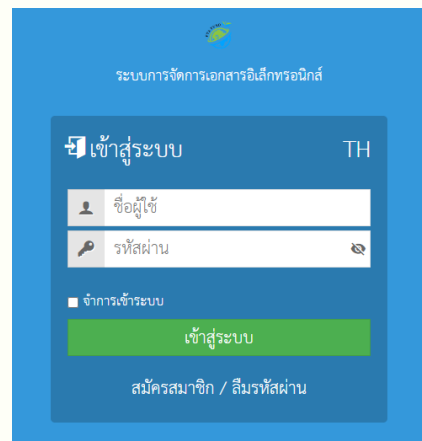 ระบบการจัดการเอกสารอิเล็กทรอนิกส์
เข้าสู่ระบบ TH
ชื่อผู้ใช้
รหัสผ่าน
จำการเข้าระบบ
เข้าสู่ระบบ
สมัครสมาชิก / ลืมรหัสผ่าน